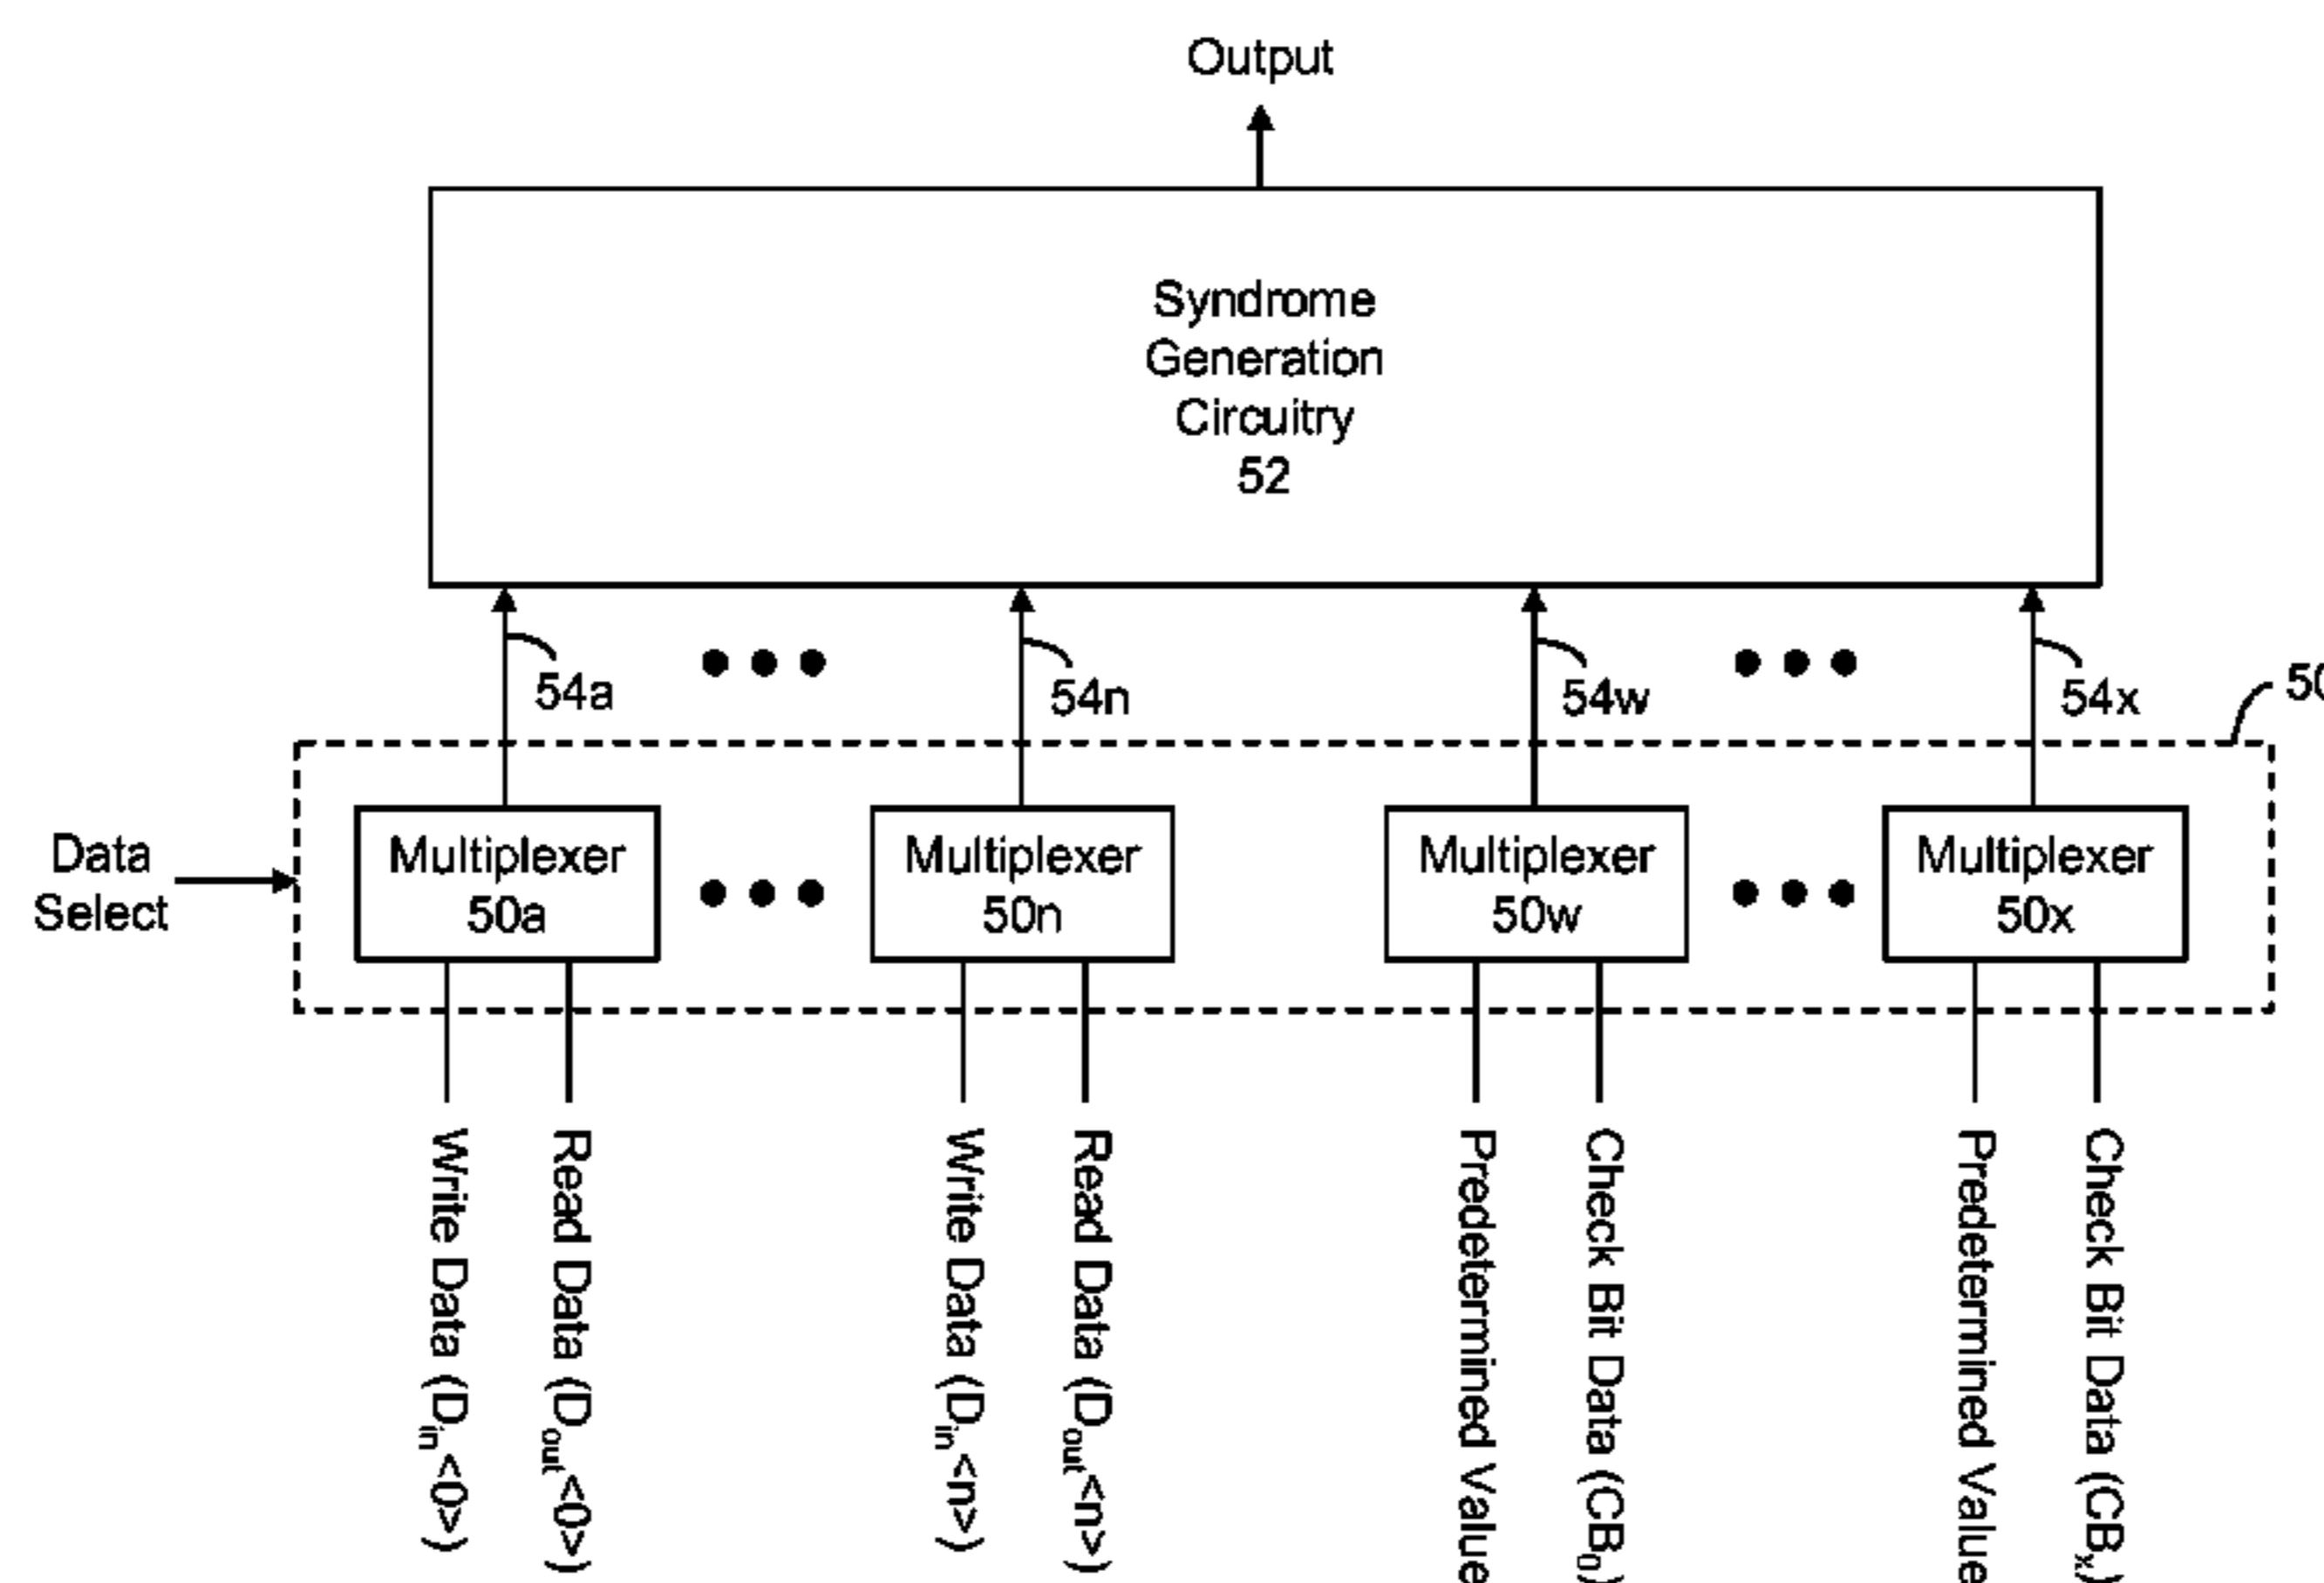 Output
Syndrome
Generation
Circuitry
52
54a
54n
54w
54x
50
Data
Select
Multiplexer
50a
Multiplexer
50n
Multiplexer
50w
Multiplexer
50x
Write Data (Din<0>)
Read Data (Dout<0>)
Write Data (Din<n>)
Read Data (Dout<n>)
Predetermined Value
Check Bit Data (CB0)
Predetermined Value
Check Bit Data (CBx)